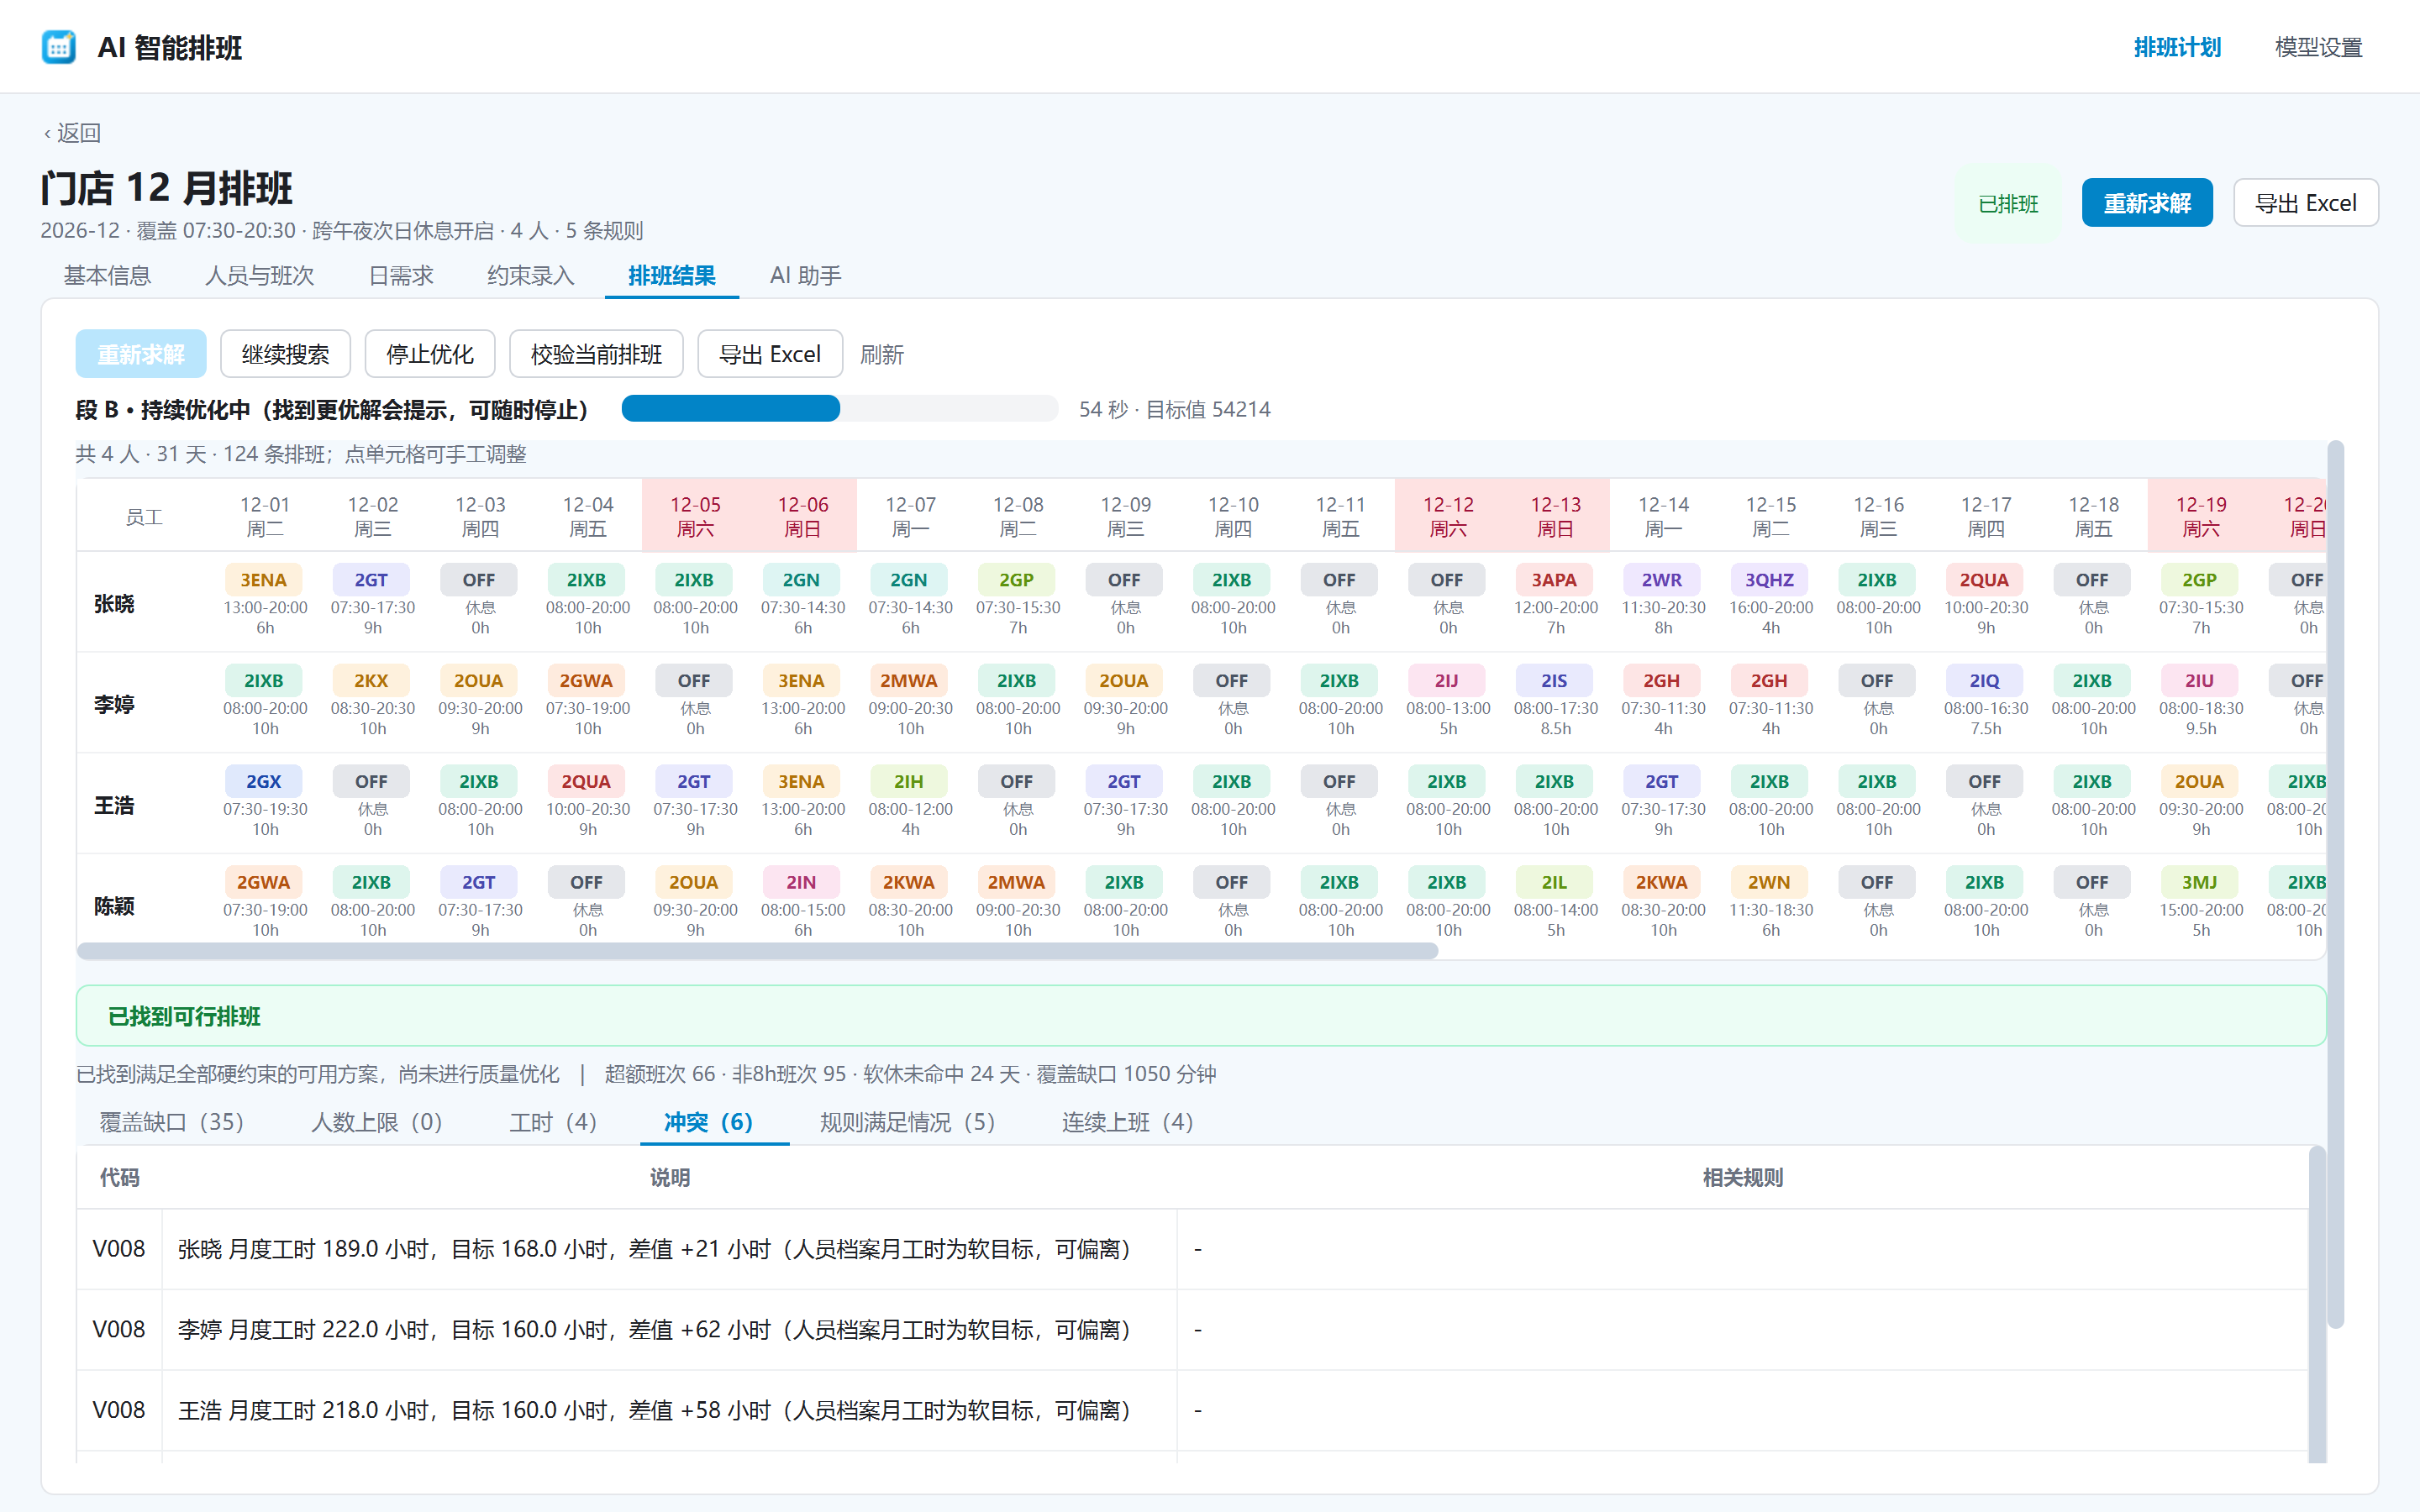 AI 智能排班
排班计划
模型设置
‹ 返回
门店 12 月排班
2026-12 · 覆盖 07:30-20:30 · 跨午夜次日休息开启 · 4 人 · 5 条规则
已排班
重新求解
导出 Excel
基本信息 人员与班次 日需求 约束录入 排班结果 AI 助手
重新求解 继续搜索 停止优化 校验当前排班 导出 Excel 刷新
段 B • 持续优化中（找到更优解会提示，可随时停止） 54 秒 · 目标值 54214
共 4 人 · 31 天 · 124 条排班；点单元格可手工调整
员工 12-01 12-02 12-03 12-04 12-05 12-06 12-07 12-08 12-09 12-10 12-11 12-12 12-13 12-14 12-15 12-16 12-17 12-18 12-19
周二 周三 周四 周五 周六 周日 周一 周二 周三 周四 周五 周六 周日 周一 周二 周三 周四 周五 周六 周日
张晓
3ENA 2GT OFF 2IXB 2IXB 2GN 2GN 2GP OFF 2IXB OFF OFF 3APA 2WR 3QHZ 2IXB 2QUA OFF 2GP OFF
13:00-20:00 07:30-17:30 休息 08:00-20:00 08:00-20:00 07:30-14:30 07:30-14:30 07:30-15:30 休息 08:00-20:00 休息 休息 12:00-20:00 11:30-20:30 16:00-20:00 08:00-20:00 10:00-20:30 休息 07:30-15:30 休息
6h 9h 0h 10h 10h 6h 6h 7h 0h 10h 0h 0h 7h 8h 4h 10h 9h 0h 7h 0h
李婷
2IXB 2KX 2OUA 2GWA OFF 3ENA 2MWA 2IXB 2OUA OFF 2IXB 2IJ 2IS 2GH 2GH OFF 2IQ 2IXB 2IU OFF
08:00-20:00 08:30-20:30 09:30-20:00 07:30-19:00 休息 13:00-20:00 09:00-20:30 08:00-20:00 09:30-20:00 休息 08:00-20:00 08:00-13:00 08:00-17:30 07:30-11:30 07:30-11:30 休息 08:00-16:30 08:00-20:00 08:00-18:30 休息
10h 10h 9h 10h 0h 6h 10h 10h 9h 0h 10h 5h 8.5h 4h 4h 0h 7.5h 10h 9.5h 0h
王浩
2GX OFF 2IXB 2QUA 2GT 3ENA 2IH OFF 2GT 2IXB OFF 2IXB 2IXB 2GT 2IXB 2IXB OFF 2IXB 2OUA 2IXB
07:30-19:30 休息 08:00-20:00 10:00-20:30 07:30-17:30 13:00-20:00 08:00-12:00 休息 07:30-17:30 08:00-20:00 休息 08:00-20:00 08:00-20:00 07:30-17:30 08:00-20:00 08:00-20:00 休息 08:00-20:00 09:30-20:00
10h 0h 10h 9h 9h 6h 4h 0h 9h 10h 0h 10h 10h 9h 10h 10h 0h 10h 9h 10h
陈颖
2GWA 2IXB 2GT OFF 2OUA 2IN 2KWA 2MWA 2IXB OFF 2IXB 2IXB 2IL 2KWA 2WN OFF 2IXB OFF 3MJ 2IXB
07:30-19:00 08:00-20:00 07:30-17:30 休息 09:30-20:00 08:00-15:00 08:30-20:00 09:00-20:30 08:00-20:00 休息 08:00-20:00 08:00-20:00 08:00-14:00 08:30-20:00 11:30-18:30 休息 08:00-20:00 休息 15:00-20:00
10h 10h 9h 0h 9h 6h 10h 10h 10h 0h 10h 10h 5h 10h 6h 0h 10h 0h 5h 10h
已找到可行排班
已找到满足全部硬约束的可用方案，尚未进行质量优化 | 超额班次 66 · 非8h班次 95 · 软休未命中 24 天 · 覆盖缺口 1050 分钟
覆盖缺口（35） 人数上限（0） 工时（4） 冲突（6） 规则满足情况（5） 连续上班（4）
代码 说明 相关规则
V008 张晓 月度工时 189.0 小时，目标 168.0 小时，差值 +21 小时（人员档案月工时为软目标，可偏离） -
V008 李婷 月度工时 222.0 小时，目标 160.0 小时，差值 +62 小时（人员档案月工时为软目标，可偏离） -
V008 王浩 月度工时 218.0 小时，目标 160.0 小时，差值 +58 小时（人员档案月工时为软目标，可偏离） -